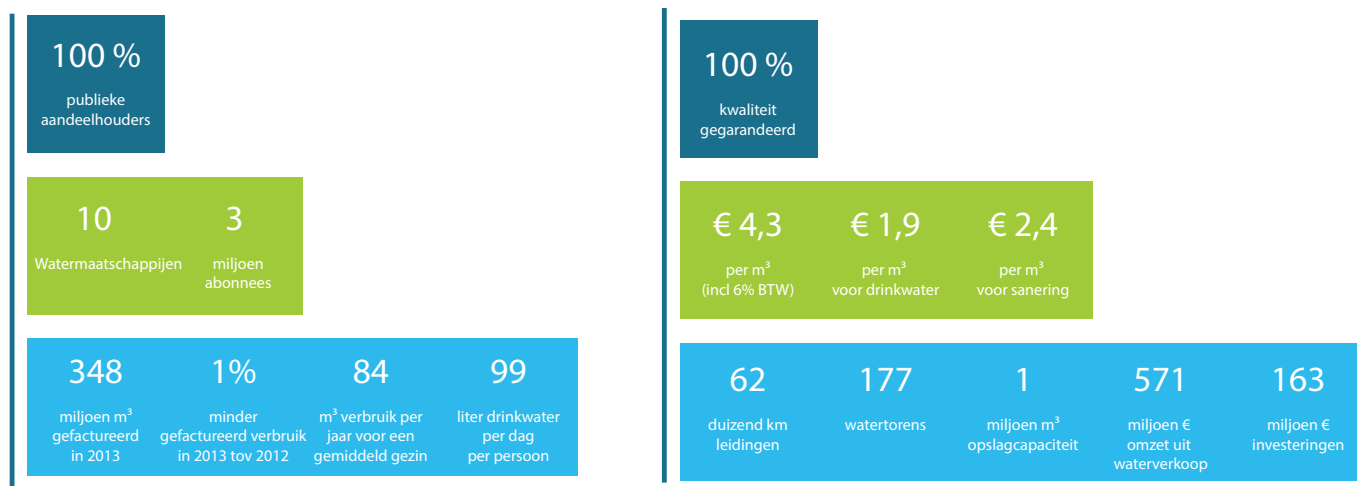 100 %
publieke
aandeelhouders
10
Watermaatschappijen
3
miljoen
abonnees
348
miljoen m³
gefactureerd
in 2013
1%
minder
gefactureerd verbruik
in 2013 tov 2012
84
m³ verbruik per
jaar voor een
gemiddeld gezin
99
liter drinkwater
per dag
per persoon
100 %
kwaliteit
gegarandeerd
€ 4,3
per m³
(incl 6% BTW)
€ 1,9
per m³
voor drinkwater
€ 2,4
per m³
voor sanering
62
duizend km
leidingen
177
watertorens
1
miljoen m³
opslagcapaciteit
571
miljoen €
omzet uit
waterverkoop
163
miljoen €
investeringen